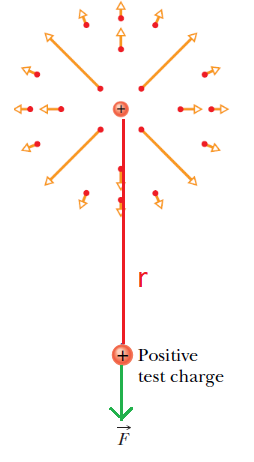 +
r
+ Positive
test charge
F⃗